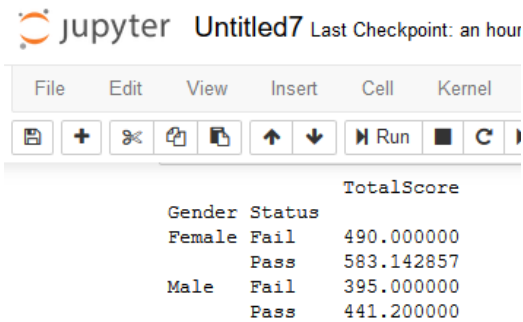 jupyter Untitled7 Last Checkpoint: an hour
File Edit View Insert Cell Kernel
Run
TotalScore
Gender Status
Female Fail 490.000000
Pass 583.142857
Male Fail 395.000000
Pass 441.200000